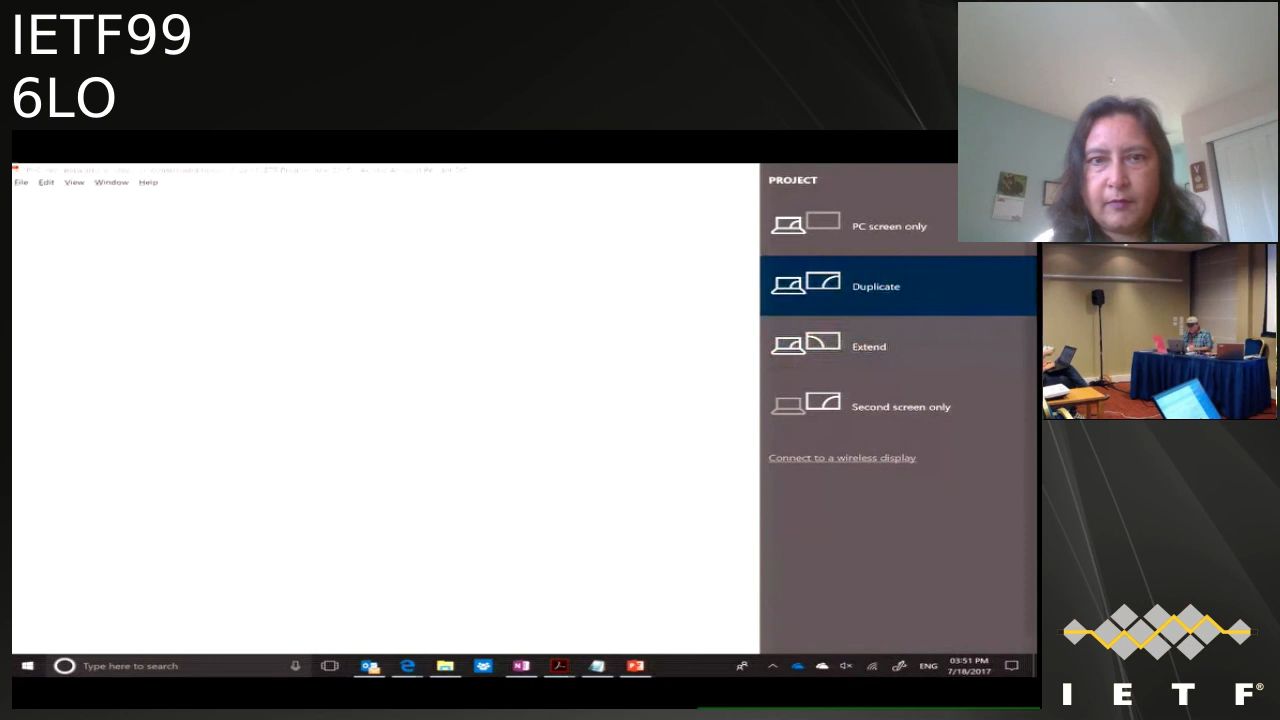 IETF99
6LO
File Edit View Window Help
PROJECT
PC screen only
Duplicate
Extend
Second screen only
Connect to a wireless display
Type here to search
ENG
03:51 PM
7/18/2017
I E T F®